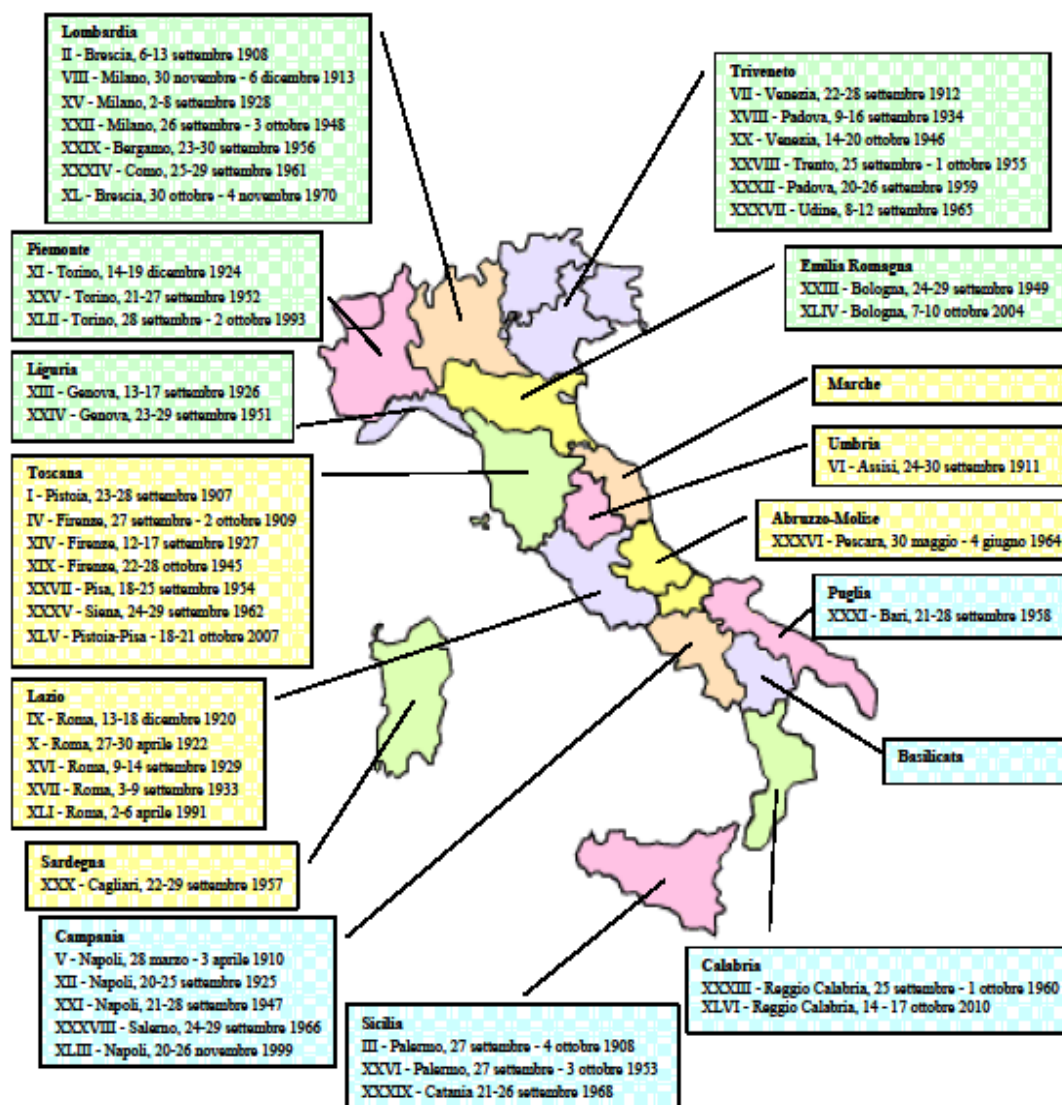 Lombardia
II - Brescia, 6-13 settembre 1908
VIII - Milano, 30 novembre - 6 dicembre 1913
XV - Milano, 2-8 settembre 1928
XXII - Milano, 26 settembre - 3 ottobre 1948
XXIX - Bergamo, 23-30 settembre 1956
XXXIV - Como, 25-29 settembre 1961
XL - Brescia, 30 ottobre - 4 novembre 1970
Triveneto
VII - Venezia, 22-28 settembre 1912
XVIII - Padova, 9-16 settembre 1934
XX - Venezia, 14-20 ottobre 1946
XXVIII - Trento, 25 settembre - 1 ottobre 1955
XXXII - Padova, 20-26 settembre 1959
XXXVII - Udine, 8-12 settembre 1965
Piemonte
XI - Torino, 14-19 dicembre 1924
XXV - Torino, 21-27 settembre 1952
XLII - Torino, 28 settembre - 2 ottobre 1993
Emilia Romagna
XXIII - Bologna, 24-29 settembre 1949
XLIV - Bologna, 7-10 ottobre 2004
Liguria
XIII - Genova, 13-17 settembre 1926
XXIV - Genova, 23-29 settembre 1951
Marche
Umbria
VI - Assisi, 24-30 settembre 1911
Toscana
I - Pistoia, 23-28 settembre 1907
IV - Firenze, 27 settembre - 2 ottobre 1909
XIV - Firenze, 12-17 settembre 1927
XIX - Firenze, 22-28 ottobre 1945
XXVII - Pisa, 18-25 settembre 1954
XXXV - Siena, 24-29 settembre 1962
XLV - Pistoia-Pisa - 18-21 ottobre 2007
Abruzzo-Molise
XXXVI - Pescara, 30 maggio - 4 giugno 1964
Puglia
XXXI - Bari, 21-28 settembre 1958
Lazio
IX - Roma, 13-18 dicembre 1920
X - Roma, 27-30 aprile 1922
XVI - Roma, 9-14 settembre 1929
XVII - Roma, 3-9 settembre 1933
XLI - Roma, 2-6 aprile 1991
Basilicata
Sardegna
XXX - Cagliari, 22-29 settembre 1957
Campania
V - Napoli, 28 marzo - 3 aprile 1910
XII - Napoli, 20-25 settembre 1925
XXI - Napoli, 21-28 settembre 1947
XXXVIII - Salerno, 24-29 settembre 1966
XLIII - Napoli, 20-26 novembre 1999
Calabria
XXXIII - Reggio Calabria, 25 settembre - 1 ottobre 1960
XLVI - Reggio Calabria, 14 - 17 ottobre 2010
Sicilia
III - Palermo, 27 settembre - 4 ottobre 1908
XXVI - Palermo, 27 settembre - 3 ottobre 1953
XXXIX - Catania 21-26 settembre 1968